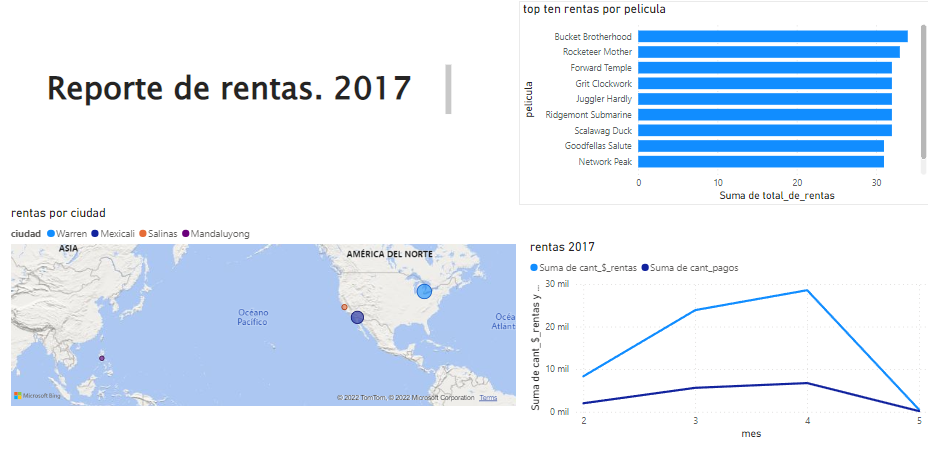 Reporte de rentas. 2017
top ten rentas por pelicula
pelicula
Bucket Brotherhood
Rocketeer Mother
Forward Temple
Grit Clockwork
Juggler Hardly
Ridgemont Submarine
Scalawag Duck
Goodfellas Salute
Network Peak
0 10 20 30
Suma de total_de_rentas
rentas por ciudad
ciudad Warren Mexicali Salinas Mandaluyong
ASIA
AMÉRICA DEL NORTE
Océano
Pacífico
Océa
Atlant
Microsoft Bing
© 2022 TomTom, © 2022 Microsoft Corporation Terms
rentas 2017
Suma de cant_$_rentas Suma de cant_pagos
Suma de cant_$_rentas y ...
30 mil
20 mil
10 mil
0 mil
2 3 4 5
mes